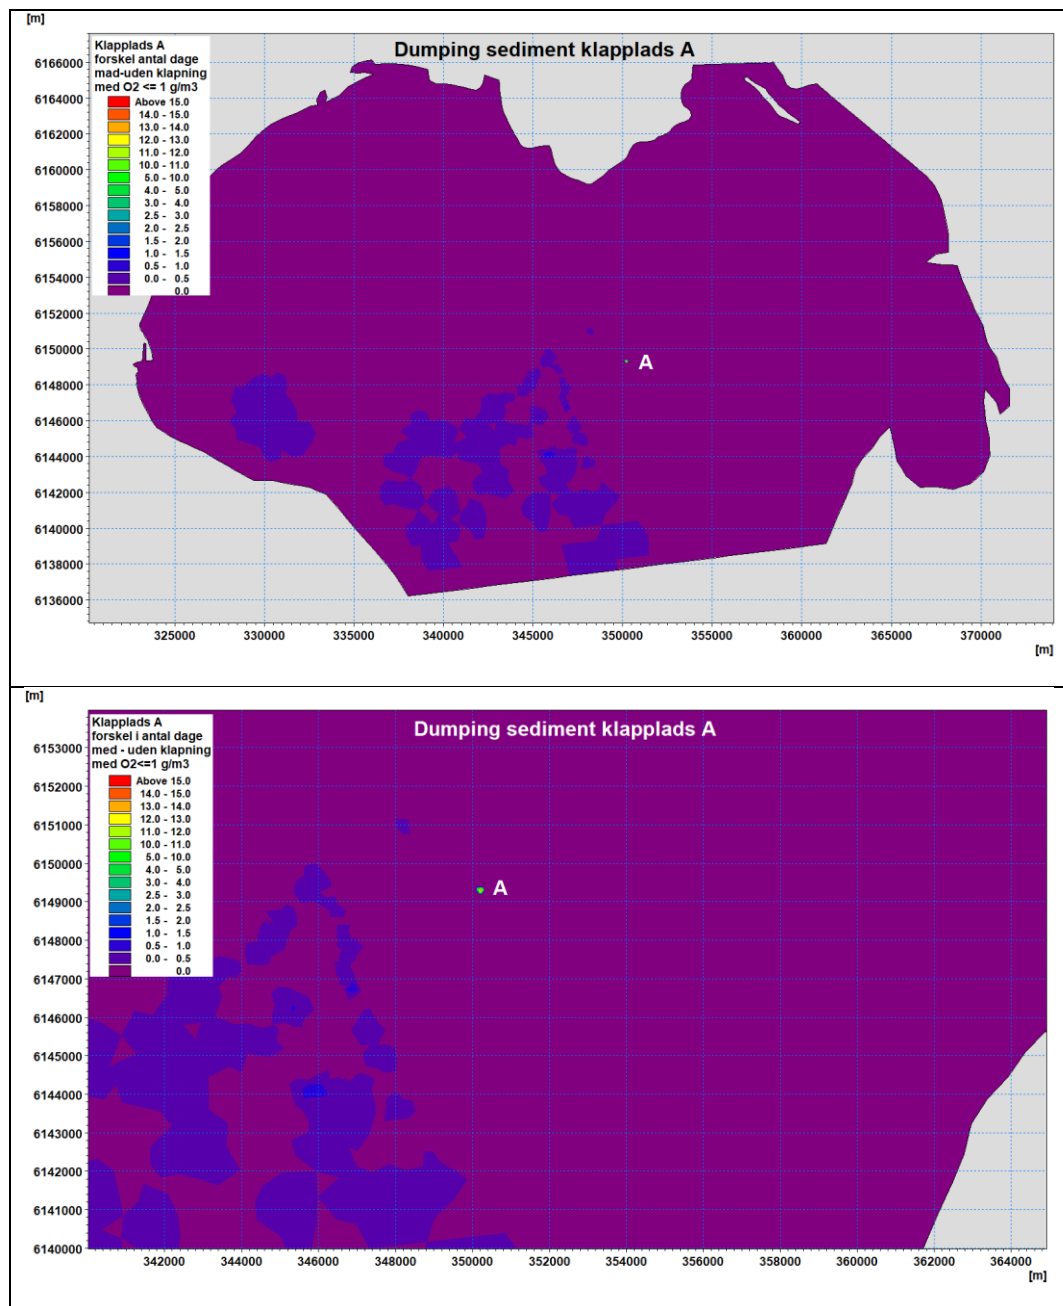 [m]
Dumping sediment klapplads A
Klapplads A
forskel antal dage
mad-uden klapning
med O2 <= 1 g/m3
Above 15.0
14.0 - 15.0
13.0 - 14.0
12.0 - 13.0
11.0 - 12.0
10.0 - 11.0
5.0 - 10.0
4.0 - 5.0
3.0 - 4.0
2.5 - 3.0
2.0 - 2.5
1.5 - 2.0
1.0 - 1.5
0.5 - 1.0
0.0 - 0.5
0.0
6166000
6164000
6162000
6160000
6158000
6156000
6154000
6152000
6150000
6148000
6146000
6144000
6142000
6140000
6138000
6136000
A
325000 330000 335000 340000 345000 350000 355000 360000 365000 370000
[m]
[m]
Dumping sediment klapplads A
Klapplads A
forskel i antal dage
med - uden klapning
med O2<=1 g/m3
Above 15.0
14.0 - 15.0
13.0 - 14.0
12.0 - 13.0
11.0 - 12.0
10.0 - 11.0
5.0 - 10.0
4.0 - 5.0
3.0 - 4.0
2.5 - 3.0
2.0 - 2.5
1.5 - 2.0
1.0 - 1.5
0.5 - 1.0
0.0 - 0.5
0.0
6153000
6152000
6151000
6150000
6149000
6148000
6147000
6146000
6145000
6144000
6143000
6142000
6141000
6140000
A
342000 344000 346000 348000 350000 352000 354000 356000 358000 360000 362000 364000
[m]